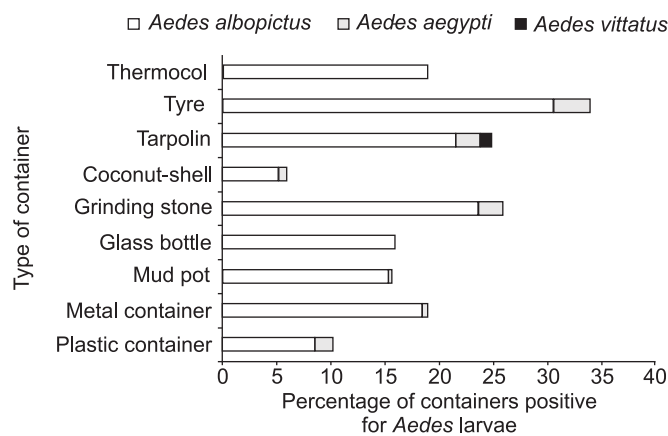 Aedes albopictus Aedes aegypti Aedes vittatus
Type of container
Thermocol
Tyre
Tarpolin
Coconut-shell
Grinding stone
Glass bottle
Mud pot
Metal container
Plastic container
0 5 10 15 20 25 30 35 40
Percentage of containers positive
for Aedes larvae